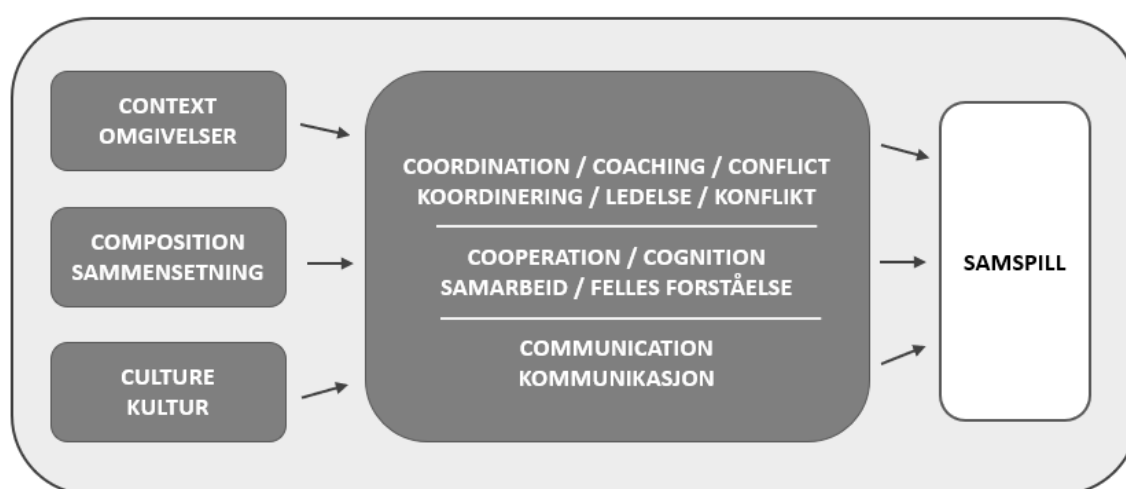 CONTEXT
OMGIVELSER
COMPOSITION
SAMMENSETNING
CULTURE
KULTUR
COORDINATION / COACHING / CONFLICT
KOORDINERING / LEDELSE / KONFLIKT
COOPERATION / COGNITION
SAMARBEID / FELLES FORSTÅELSE
COMMUNICATION
KOMMUNIKASJON
SAMSPILL